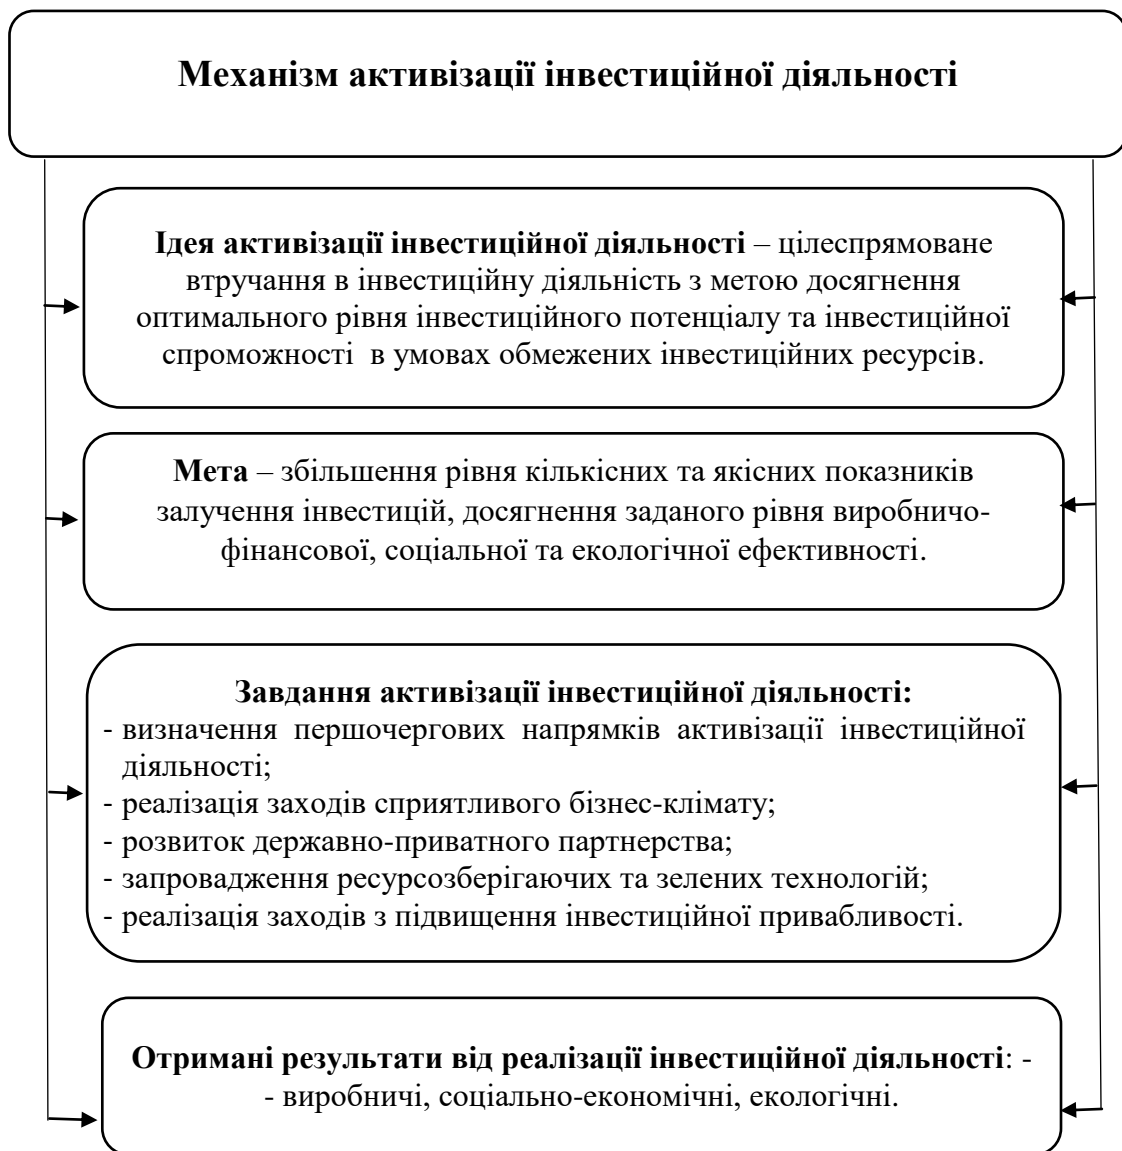 Механізм активізації інвестиційної діяльності
Ідея активізації інвестиційної діяльності – цілеспрямоване
втручання в інвестиційну діяльність з метою досягнення
оптимального рівня інвестиційного потенціалу та інвестиційної
спроможності в умовах обмежених інвестиційних ресурсів.
Мета – збільшення рівня кількісних та якісних показників
залучення інвестицій, досягнення заданого рівня виробничо-
фінансової, соціальної та екологічної ефективності.
Завдання активізації інвестиційної діяльності:
- визначення першочергових напрямків активізації інвестиційної
діяльності;
- реалізація заходів сприятливого бізнес-клімату;
- розвиток державно-приватного партнерства;
- запровадження ресурсозберігаючих та зелених технологій;
- реалізація заходів з підвищення інвестиційної привабливості.
Отримані результати від реалізації інвестиційної діяльності: -
- виробничі, соціально-економічні, екологічні.